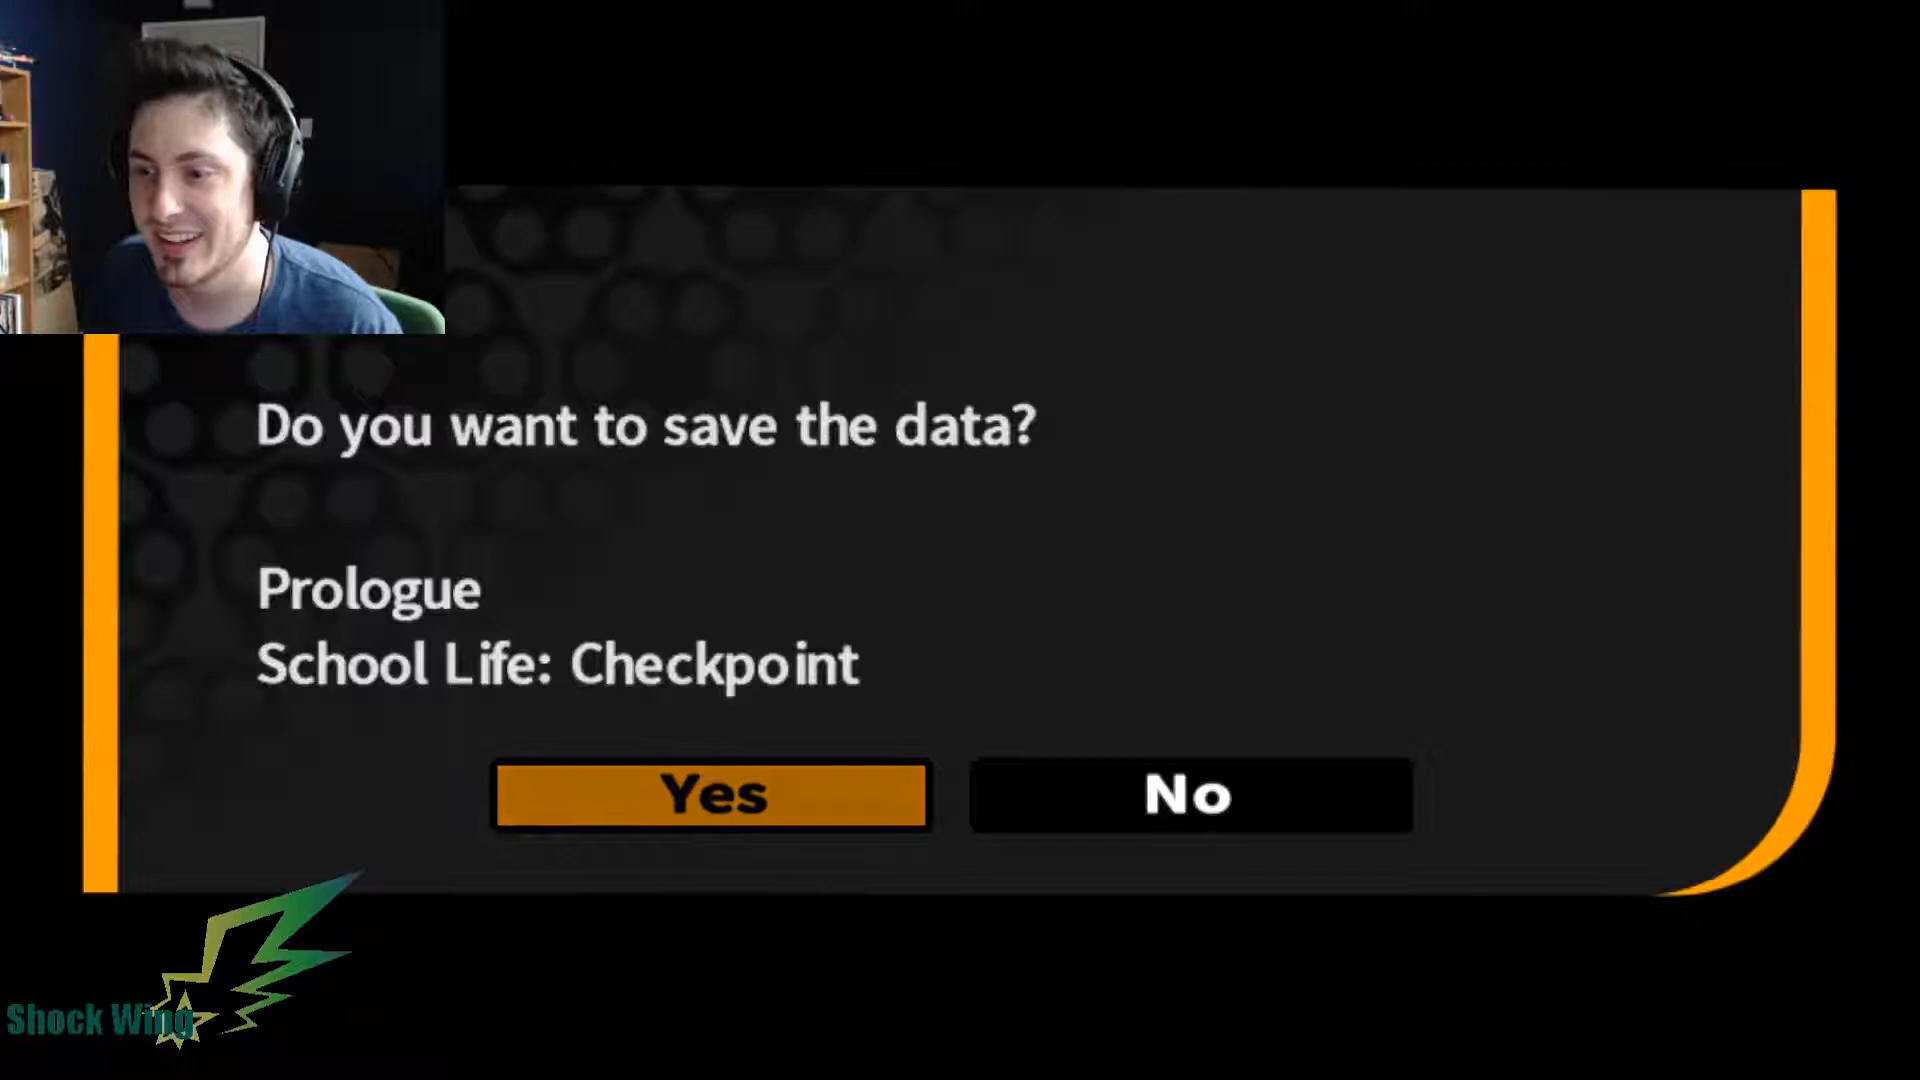 Do you want to save the data?
Prologue
School Life: Checkpoint
Yes
No
Shock Wing